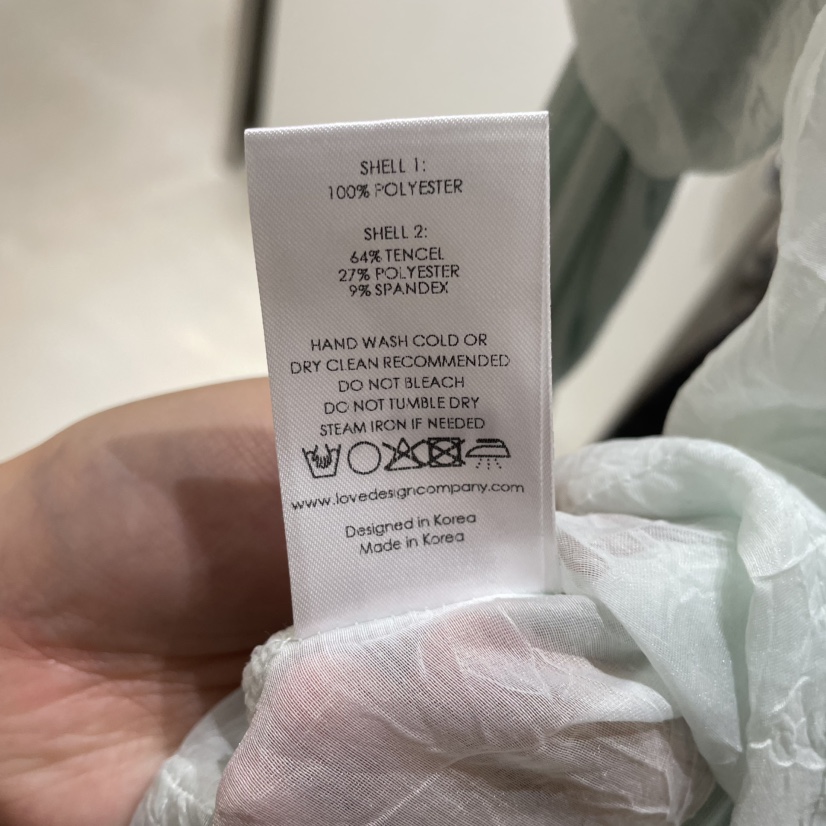 SHELL 1:
100% POLYESTER
SHELL 2:
64% TENCEL
27% POLYESTER
9% SPANDEX
HAND WASH COLD OR
DRY CLEAN RECOMMENDED
DO NOT BLEACH
DO NOT TUMBLE DRY
STEAM IRON IF NEEDED
www.lovedesigncompany.com
Designed in Korea
Made in Korea